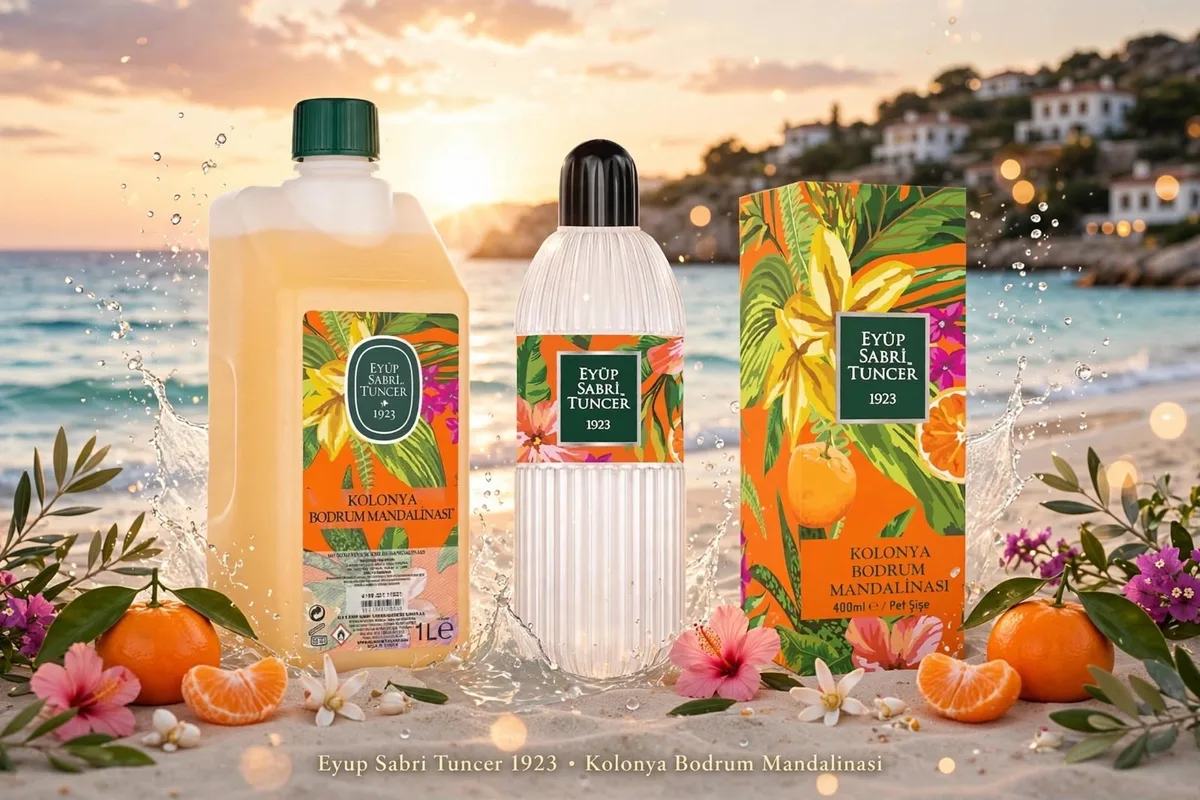 EYÜP
SABRİ
TUNCER
1923
KOLONYA
BODRUM MANDALİNASI
1L e
EYÜP
SABRİ
TUNCER
1923
EYÜP
SABRİ
TUNCER
1923
KOLONYA
BODRUM
MANDALİNASI
400ml e / Pet Şişe
Eyup Sabri Tuncer 1923 • Kolonya Bodrum Mandalinasi